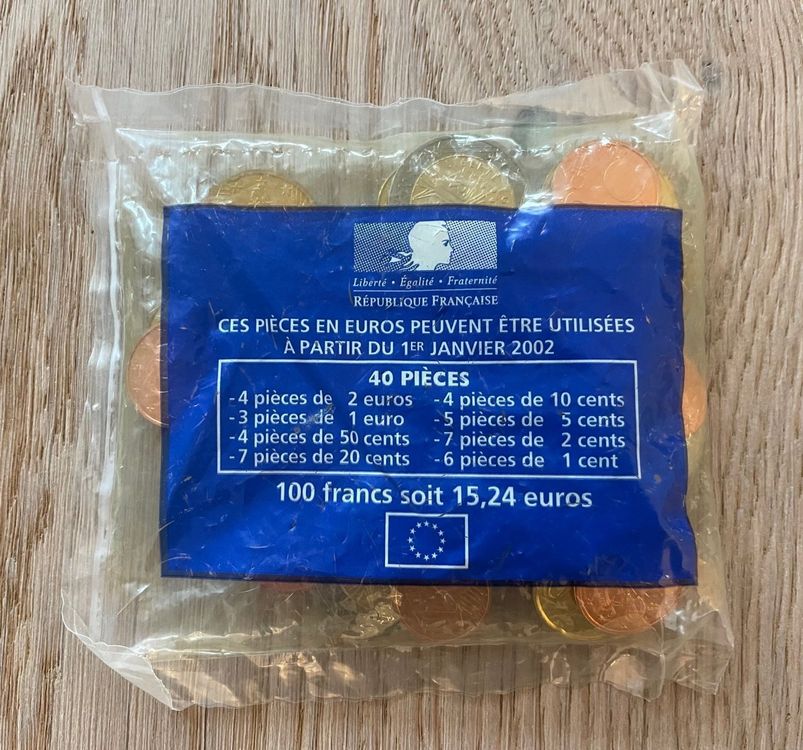 Liberté • Égalité • Fraternité
RÉPUBLIQUE FRANÇAISE
CES PIÈCES EN EUROS PEUVENT ÊTRE UTILISÉES
À PARTIR DU 1ER JANVIER 2002
40 PIÈCES
-4 pièces de 2 euros -4 pièces de 10 cents
-3 pièces de 1 euro -5 pièces de 5 cents
-4 pièces de 50 cents -7 pièces de 2 cents
-7 pièces de 20 cents -6 pièces de 1 cent
100 francs soit 15,24 euros